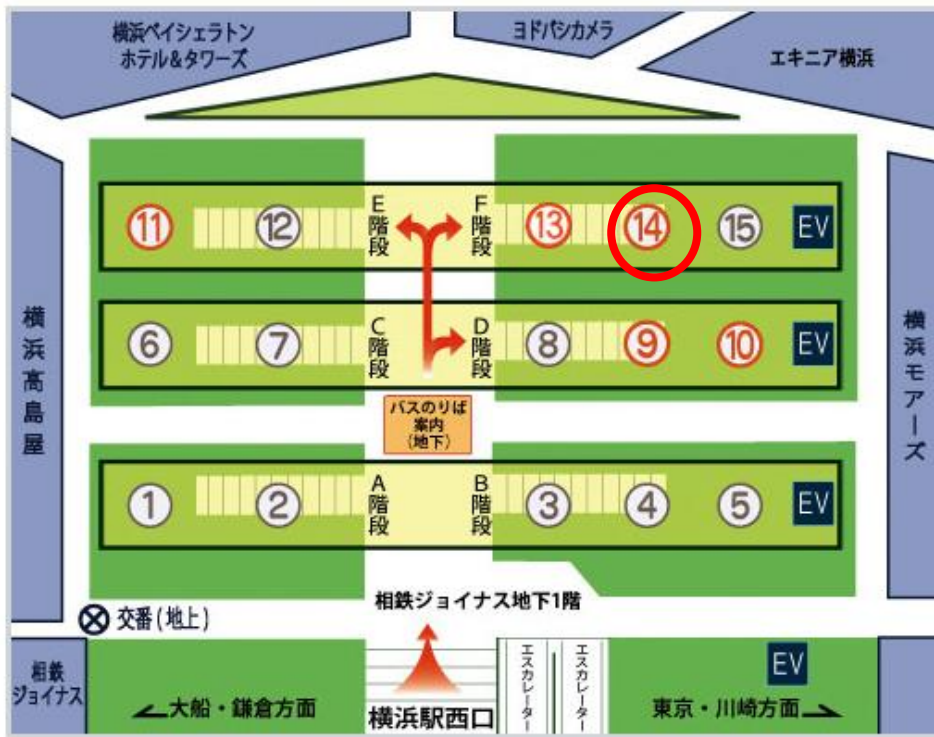 横浜ベイシェラトン
ホテル&タワーズ
ヨドバシカメラ
エキニア横浜
⑪
⑫
E階段
F階段
⑬
⑭
⑮
EV
横浜高島屋
⑥
⑦
C階段
D階段
⑧
⑨
⑩
EV
横浜モアーズ
バスのりば
案内
(地下)
①
②
A階段
B階段
③
④
⑤
EV
相鉄ジョイナス地下1階
交番(地上)
相鉄
ジョイナス
←大船・鎌倉方面
横浜駅西口
エスカレーター
エスカレーター
EV
東京・川崎方面→